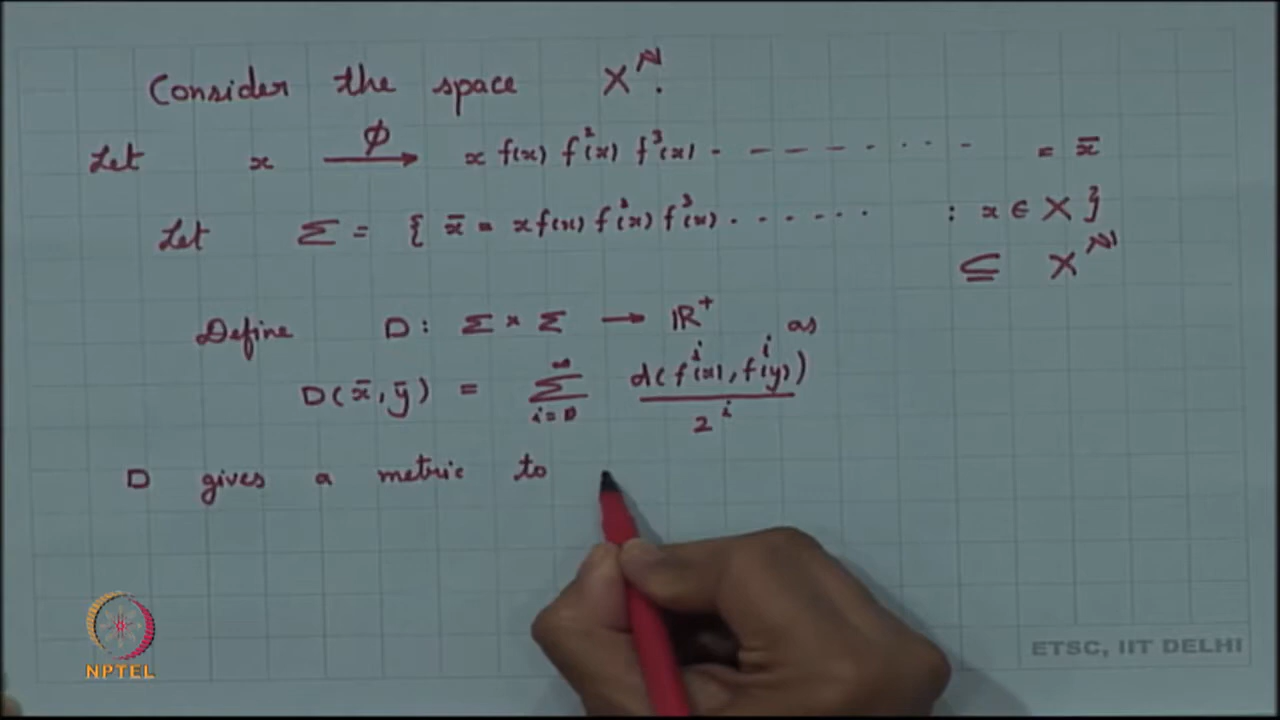 Consider the space X^ℕ.
Let x ϕ→ x f(x) f²(x) f³(x) . - - - - . . . - = x̄
Let Σ = { x̄ = x f(x) f²(x) f³(x) . . . . . . : x ∈ X }
⊆ X^ℕ
Define D : Σ × Σ → ℝ⁺ as
D(x̄, ȳ) = Σ_{i=0}^{∞} d(f^i(x), f^i(y)) / 2^i
D gives a metric to
NPTEL
ETSC, IIT DELHI